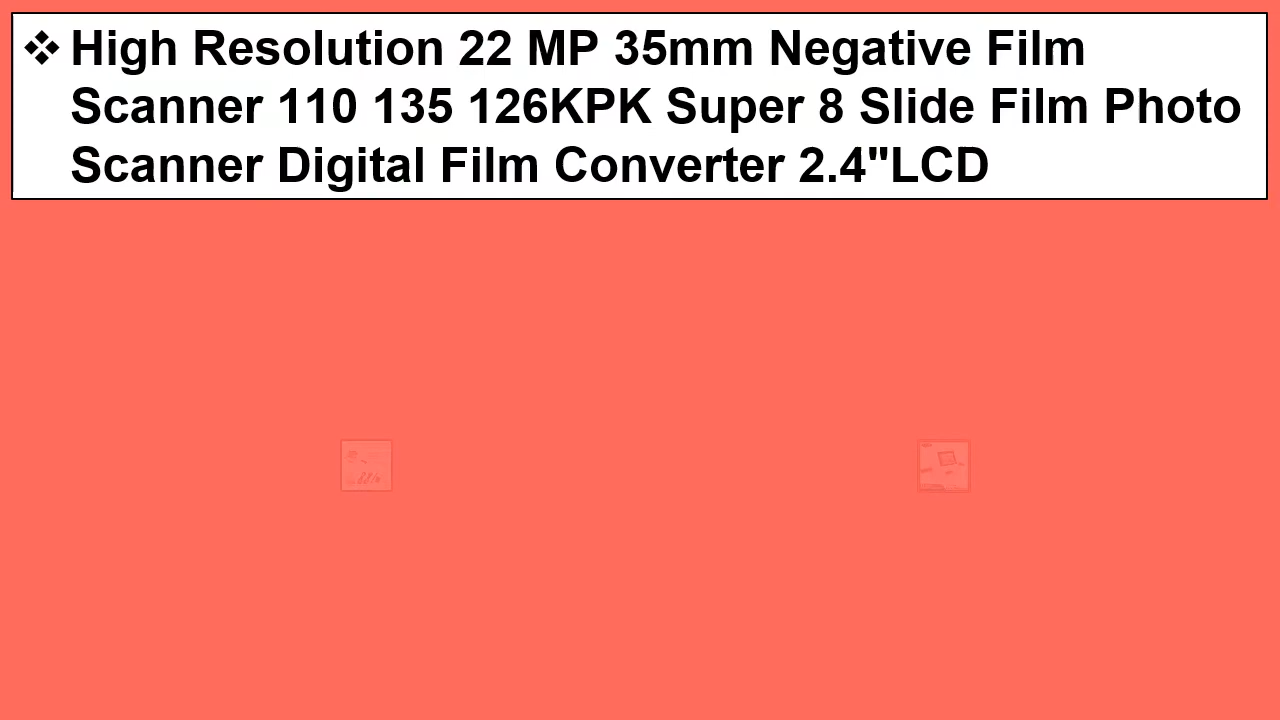 ❖ High Resolution 22 MP 35mm Negative Film
Scanner 110 135 126KPK Super 8 Slide Film Photo
Scanner Digital Film Converter 2.4"LCD